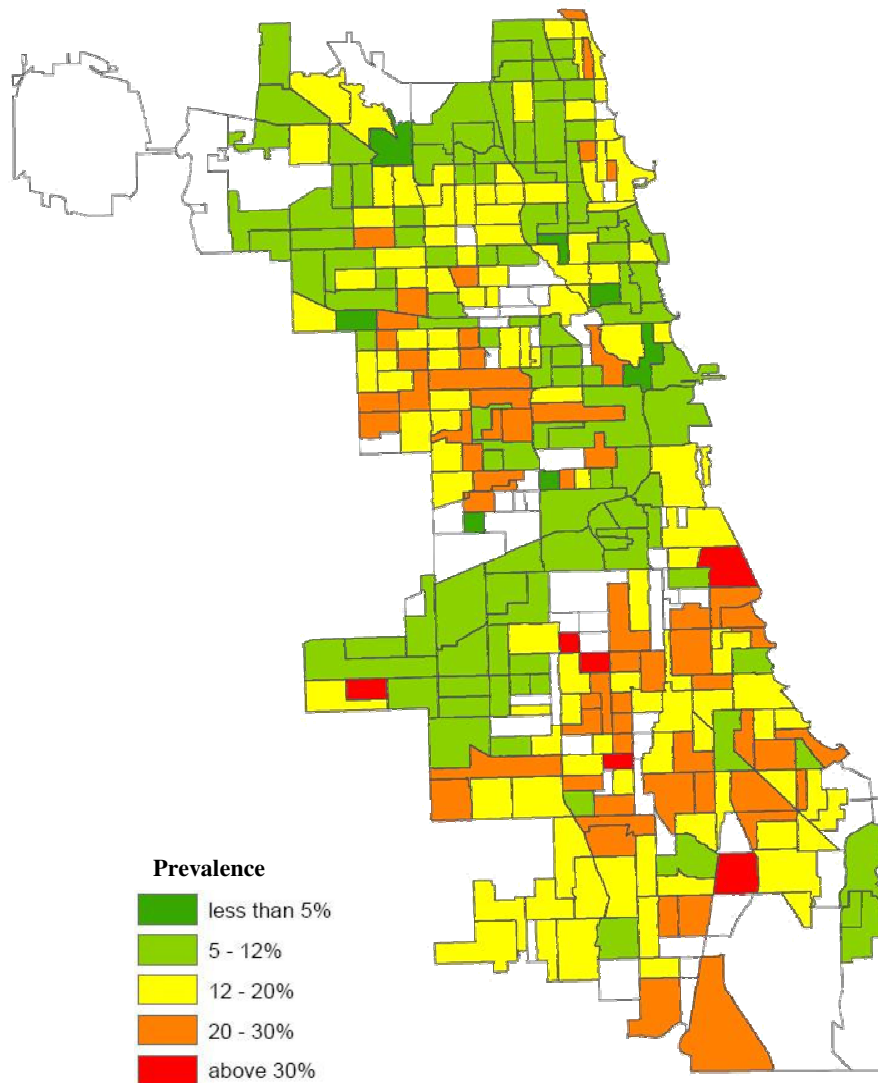 Prevalence
less than 5%
5 - 12%
12 - 20%
20 - 30%
above 30%